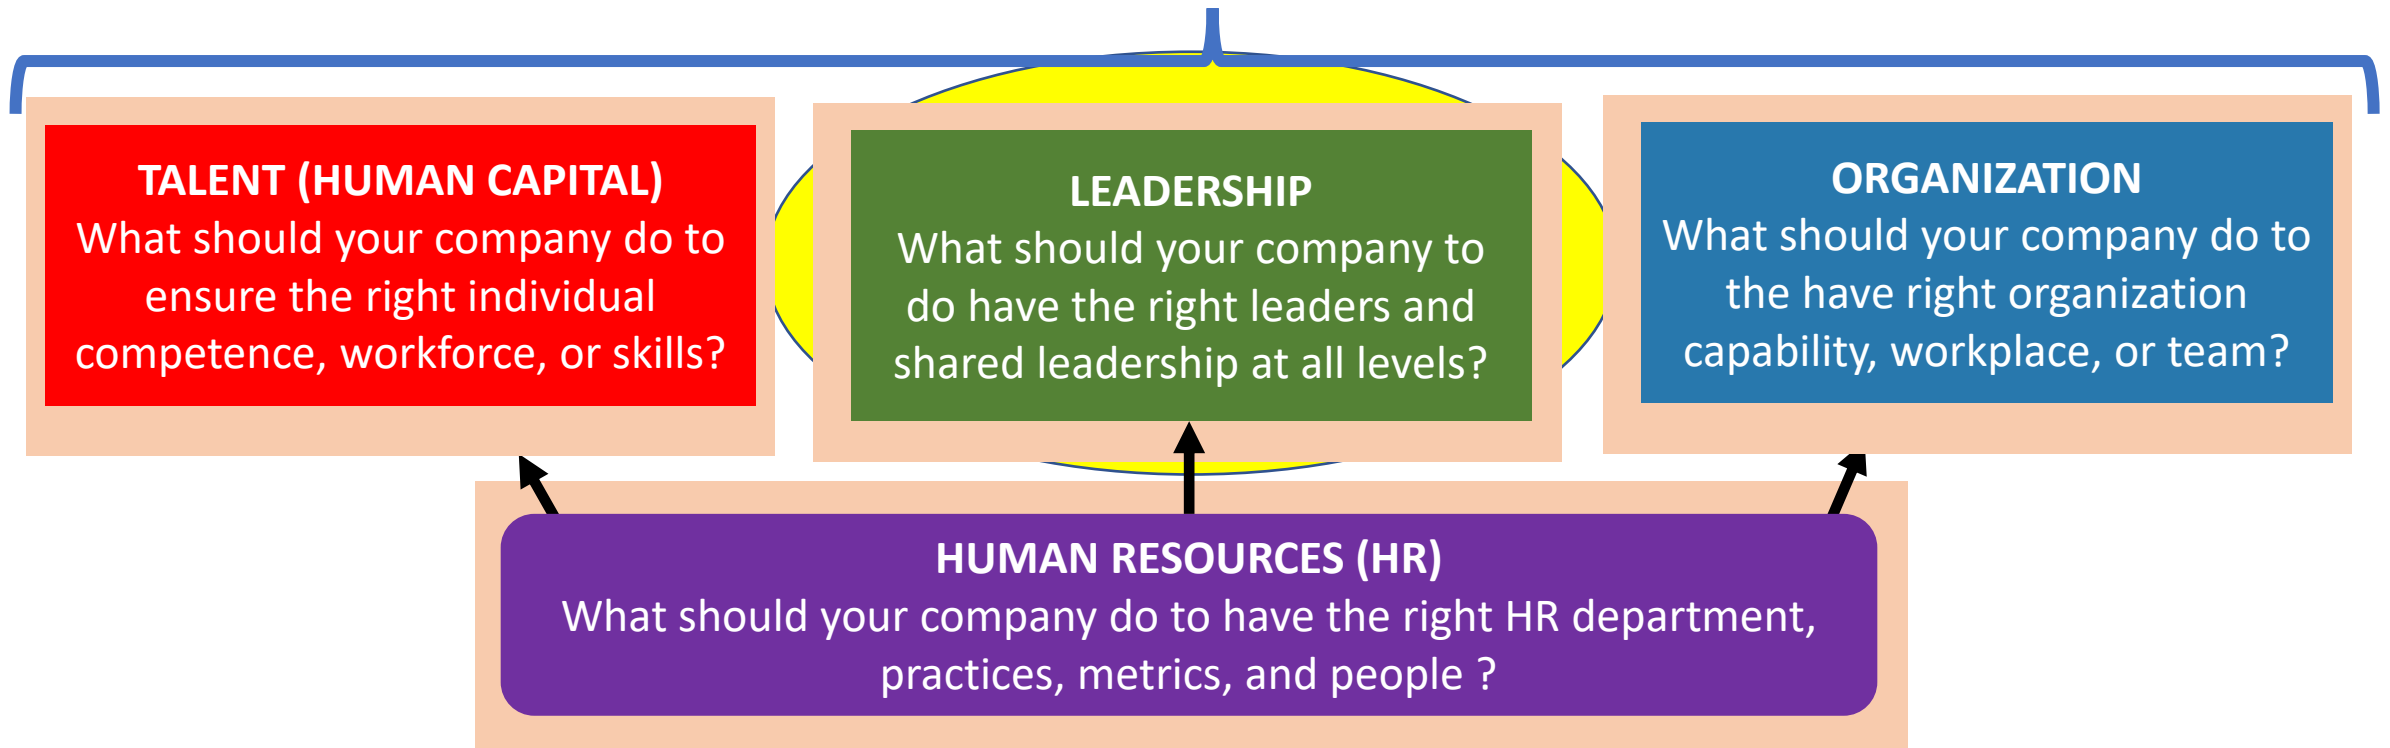 TALENT (HUMAN CAPITAL)
What should your company do to
ensure the right individual
competence, workforce, or skills?
LEADERSHIP
What should your company to
do have the right leaders and
shared leadership at all levels?
ORGANIZATION
What should your company do to
the have right organization
capability, workplace, or team?
HUMAN RESOURCES (HR)
What should your company do to have the right HR department,
practices, metrics, and people ?